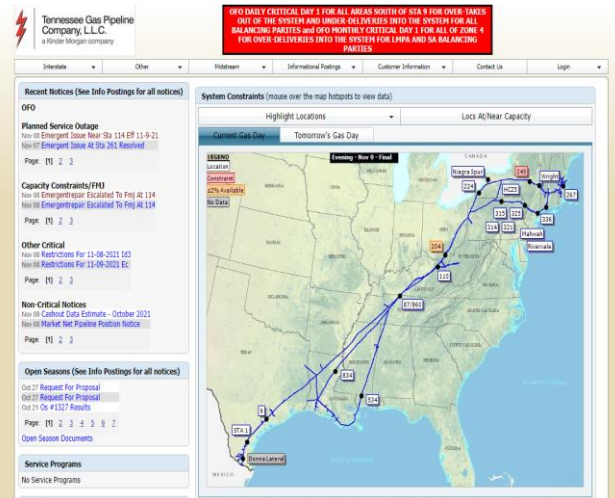 Tennessee Gas Pipeline
Company, L.L.C.
a Kinder Morgan company
OFO DAILY CRITICAL DAY 1 FOR ALL AREAS SOUTH OF STA 9 FOR OVER-TAKES
OUT OF THE SYSTEM AND UNDER-DELIVERIES INTO THE SYSTEM FOR ALL
BALANCING PARITES and OFO MONTHLY CRITICAL DAY 1 FOR ALL OF ZONE 4
FOR OVER-DELIVERIES INTO THE SYSTEM FOR LMPA AND SA BALANCING
PARTIES
Interstate
Other
Midstream
Informational Postings
Customer Information
Contact Us
Login
Recent Notices (See Info Postings for all notices)
OFO
Planned Service Outage
Nov 08 Emergent Issue Near Sta 114 Eff 11-9-21
Nov 07 Emergent Issue At Sta 261 Resolved
Page: [1] 2 3
Capacity Constraints/FMJ
Nov 08 Emergentrepair Escalated To Fmj At 114
Nov 08 Emergentrepair Escalated To Fmj At 114
Page: [1] 2 3
Other Critical
Nov 08 Restrictions For 11-08-2021 Id3
Nov 08 Restrictions For 11-09-2021 Ec
Page: [1] 2 3
Non-Critical Notices
Nov 09 Cashout Data Estimate - October 2021
Nov 08 Market Net Pipeline Position Notice
Page: [1] 2 3
Open Seasons (See Info Postings for all notices)
Oct 27 Request For Proposal
Oct 27 Request For Proposal
Oct 21 Os #1327 Results
Page: [1] 2 3 4 5 6 7
Open Season Documents
Service Programs
No Service Programs
System Constraints (mouse over the map hotspots to view data)
Highlight Locations
Locs At/Near Capacity
Current Gas Day
Tomorrow's Gas Day
LEGEND
Location
Constraint
≤2% Available
No Data
Evening - Nov 9 - Final
CANADA
Niagra Spur
245
Wright
224
HC25
267
315
325
336
314
321
Mahwah
Rivervale
204
110
87/860
834
534
9
STA 1
Donna Lateral
MEXICO